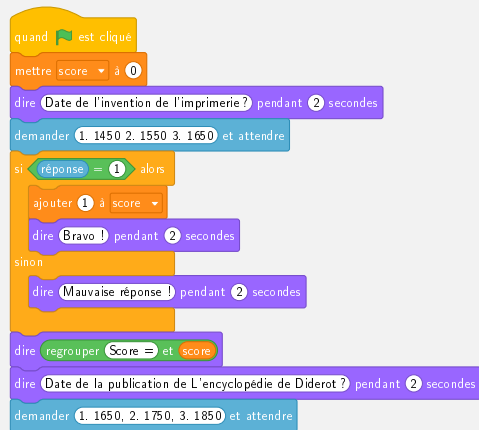 quand est cliqué
mettre score à 0
dire Date de l'invention de l'imprimerie ? pendant 2 secondes
demander 1. 1450 2. 1550 3. 1650 et attendre
si réponse = 1 alors
ajouter 1 à score
dire Bravo ! pendant 2 secondes
sinon
dire Mauvaise réponse ! pendant 2 secondes
dire regrouper Score = et score
dire Date de la publication de L'encyclopédie de Diderot ? pendant 2 secondes
demander 1. 1650, 2. 1750, 3. 1850 et attendre